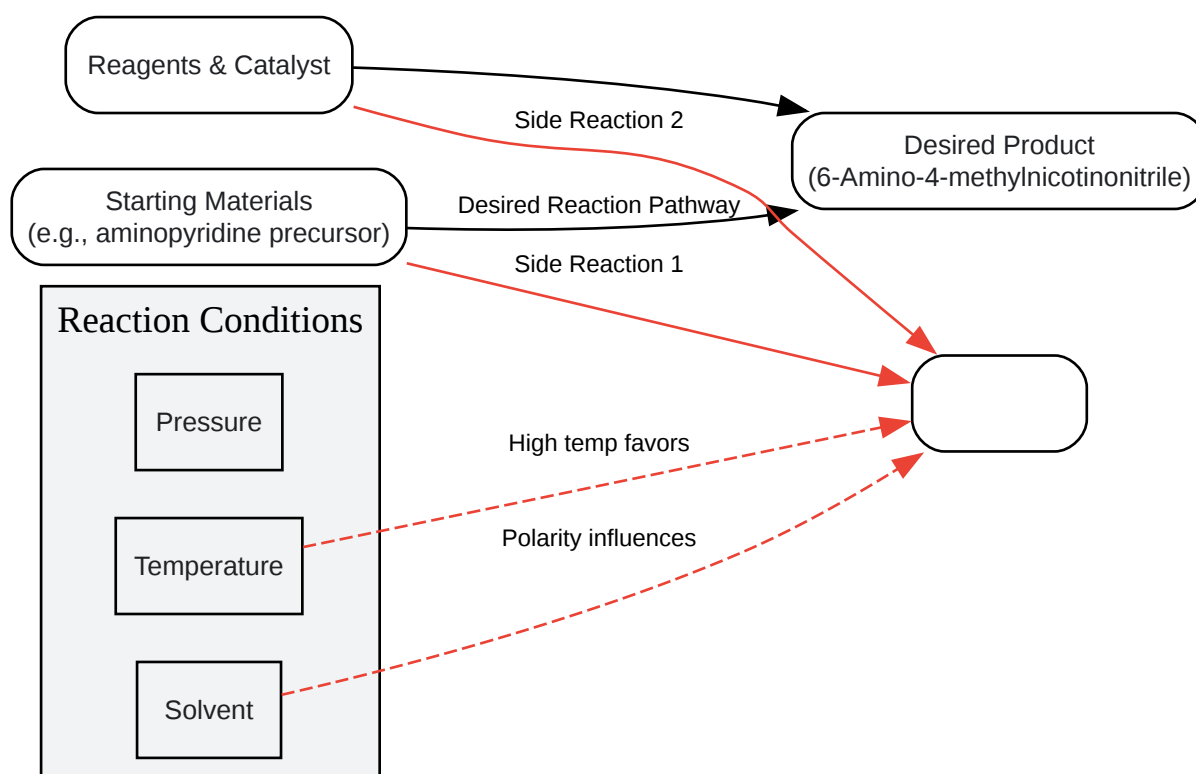 Reagents & Catalyst
Side Reaction 2
Desired Product
(6-Amino-4-methylnicotinonitrile)
Starting Materials
(e.g., aminopyridine precursor)
Desired Reaction Pathway
Side Reaction 1
Reaction Conditions
Pressure
High temp favors
Temperature
Polarity influences
Solvent